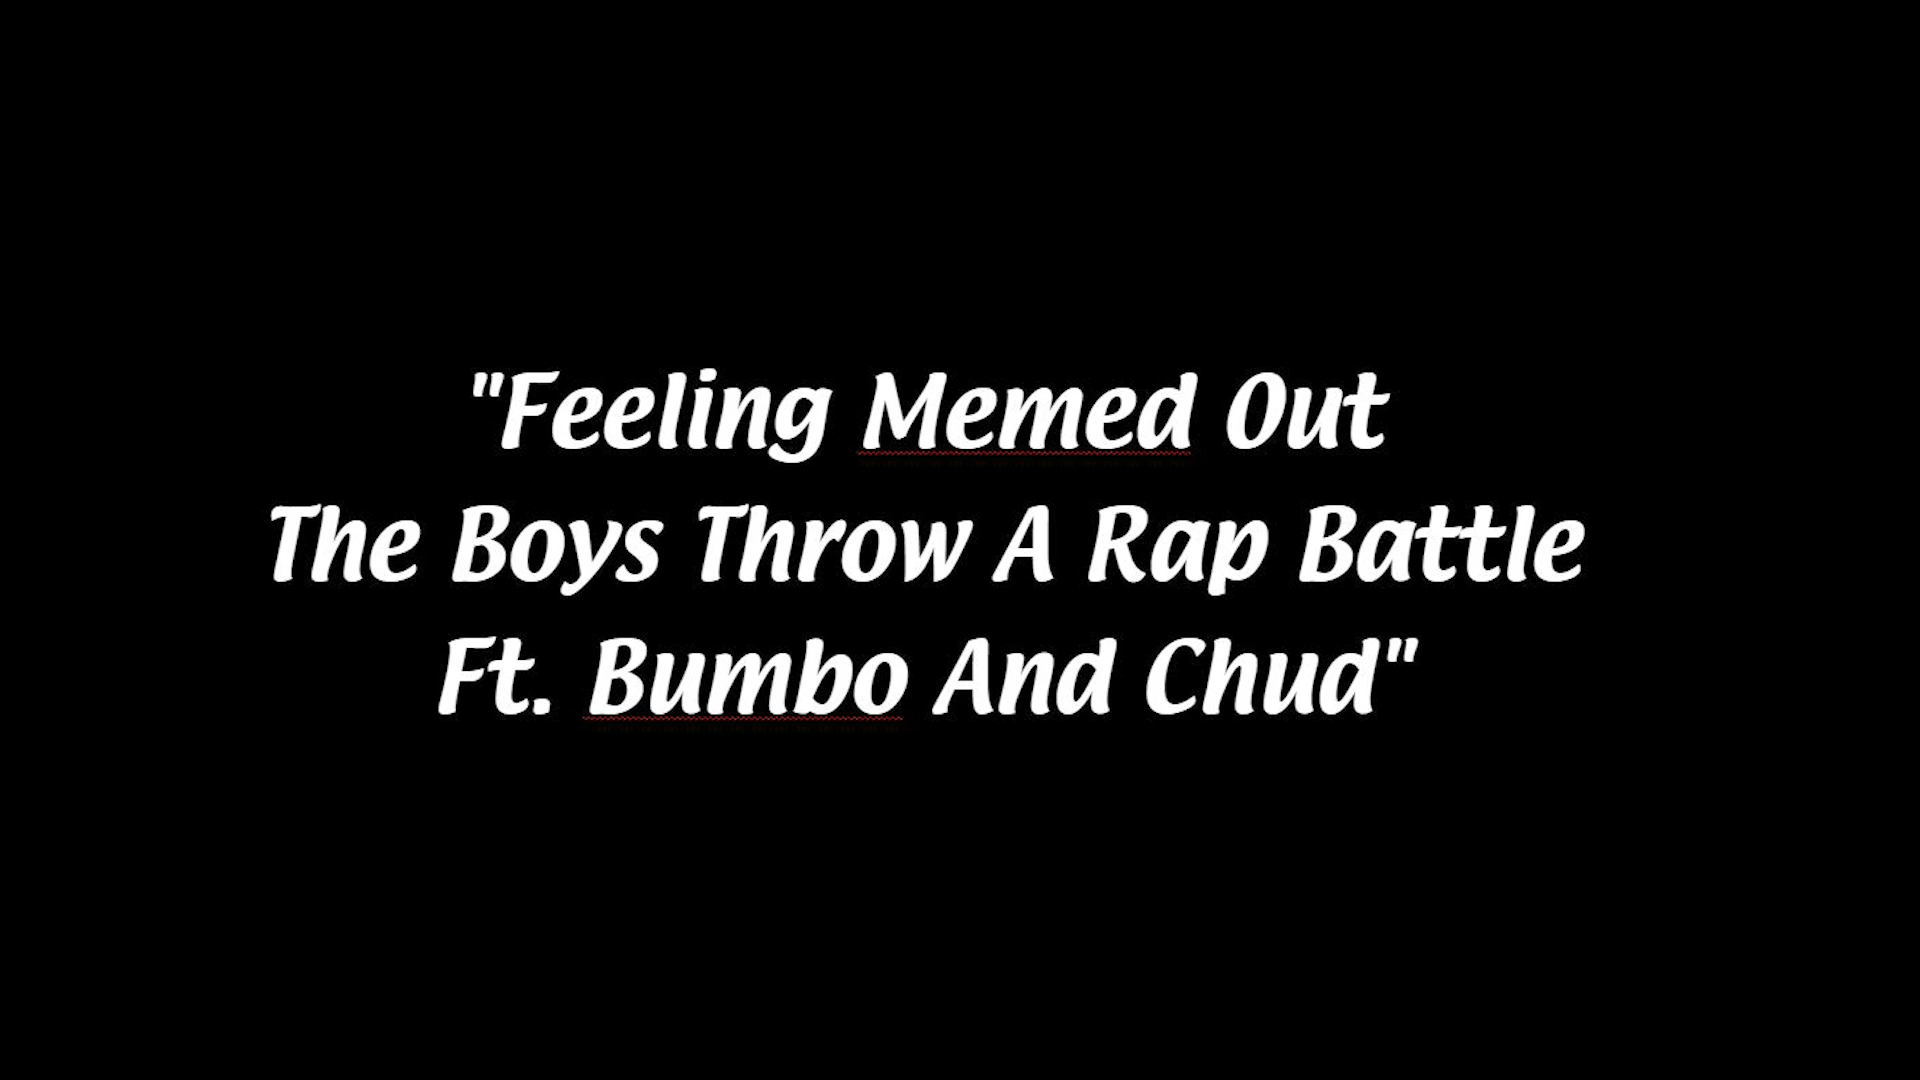 "Feeling Memed Out
The Boys Throw A Rap Battle
Ft. Bumbo And Chud"